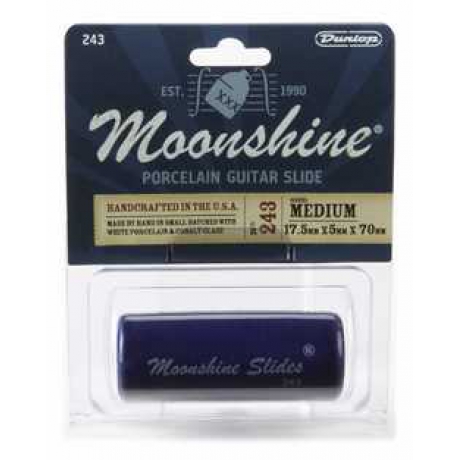 243
Dunlop
EST. XXX 1990
Moonshine®
PORCELAIN GUITAR SLIDE
HANDCRAFTED IN THE U.S.A.
MADE BY HAND IN SMALL BATCHES WITH
WHITE PORCELAIN & COBALT GLAZE
243
MEDIUM
17.5MM X5MM X 70MM
Moonshine Slides ®
243